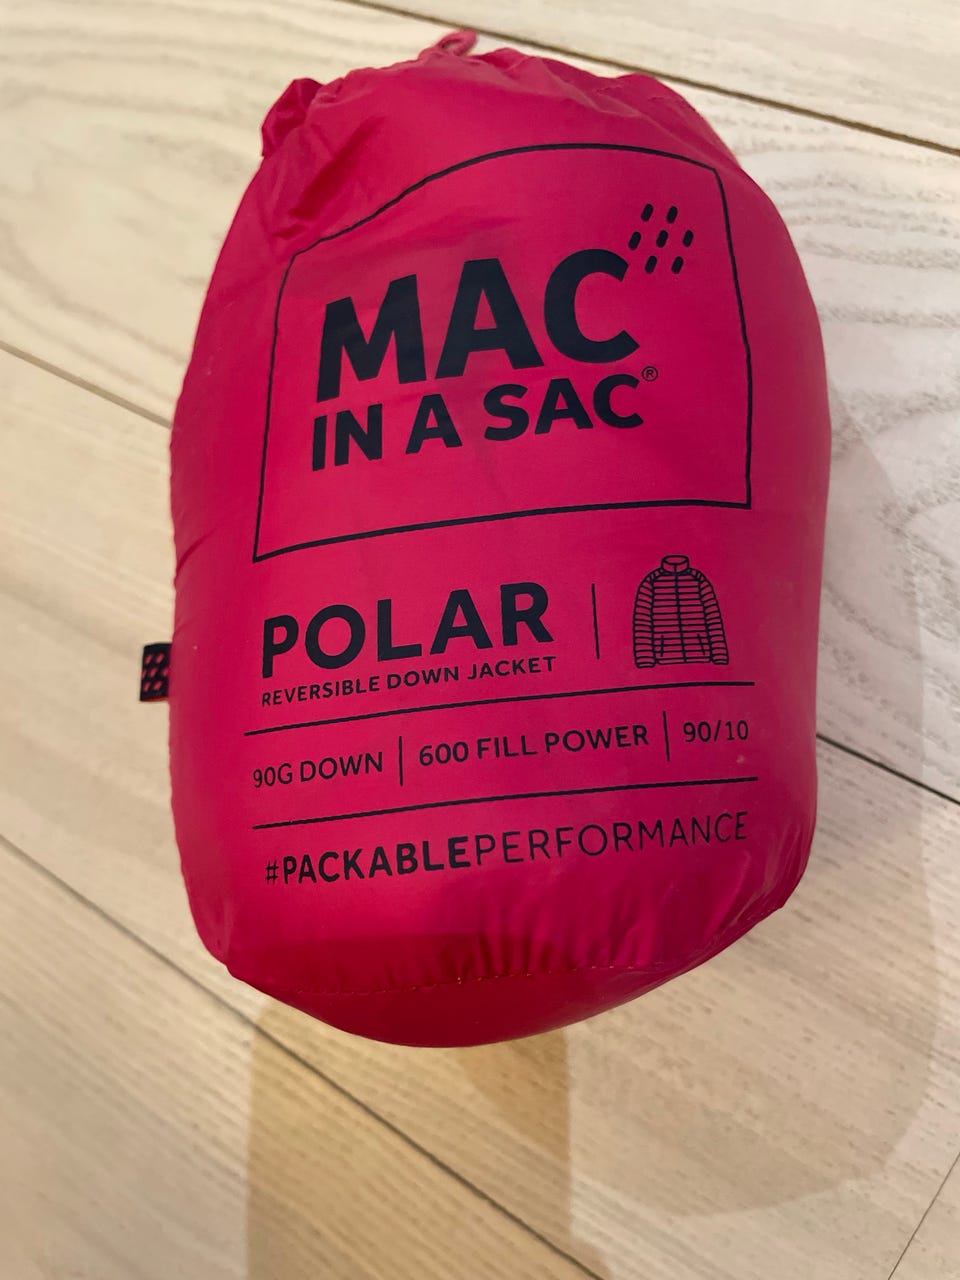 MAC
IN A SAC®
POLAR
REVERSIBLE DOWN JACKET
90G DOWN | 600 FILL POWER | 90/10
#PACKABLEPERFORMANCE